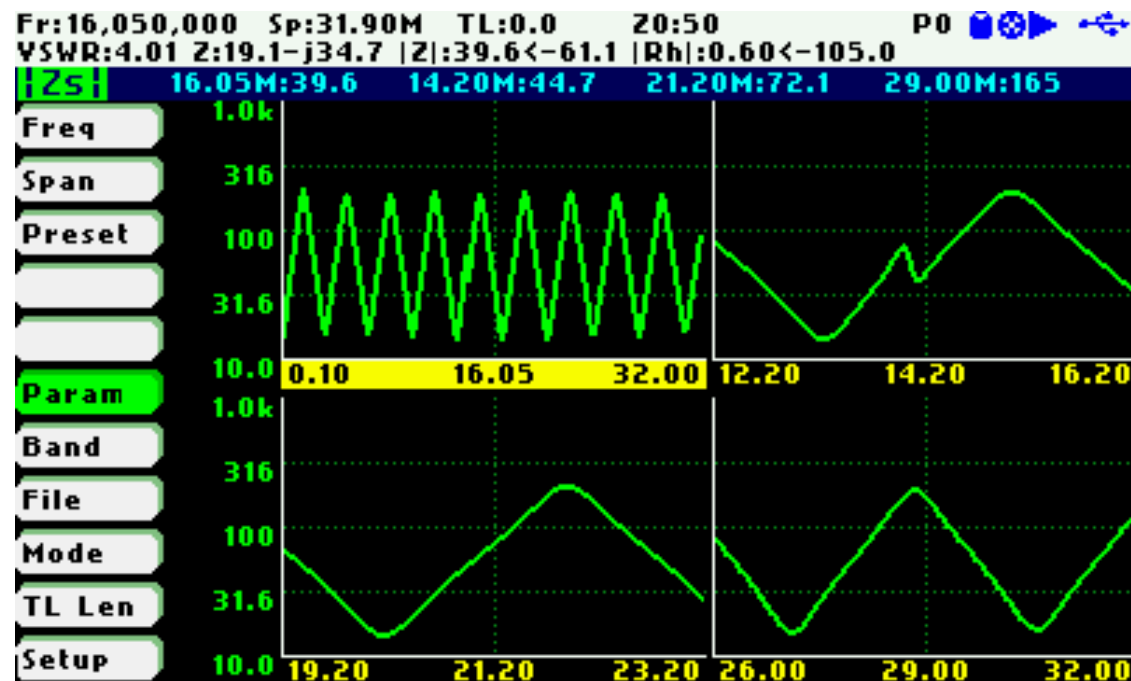 Fr:16,050,000 Sp:31.90M TL:0.0 Z0:50 P0
VSWR:4.01 Z:19.1-j34.7 |Z|:39.6<-61.1 |Rh|:0.60<-105.0
|Zs| 16.05M:39.6 14.20M:44.7 21.20M:72.1 29.00M:165
Freq
Span
Preset
Param
Band
File
Mode
TL Len
Setup
1.0k
316
100
31.6
10.0
0.10 16.05 32.00
12.20 14.20 16.20
1.0k
316
100
31.6
10.0
19.20 21.20 23.20
26.00 29.00 32.00